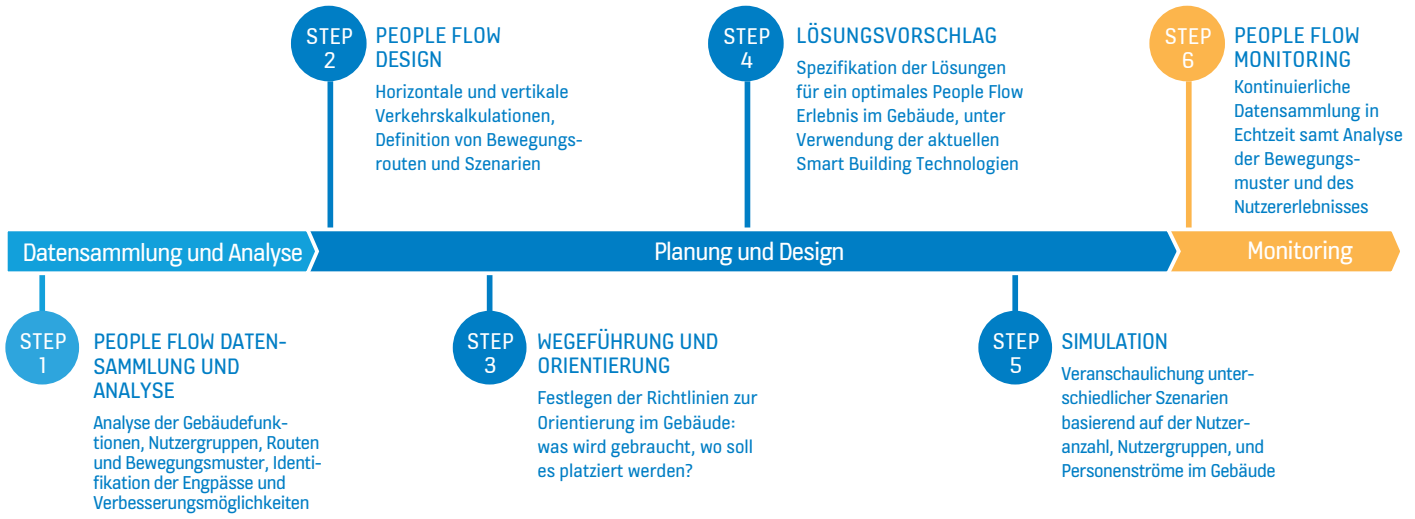 STEP
2
PEOPLE FLOW
DESIGN
Horizontale und vertikale
Verkehrskalkulationen,
Definition von Bewegungs-
routen und Szenarien
STEP
4
LÖSUNGSVORSCHLAG
Spezifikation der Lösungen
für ein optimales People Flow
Erlebnis im Gebäude, unter
Verwendung der aktuellen
Smart Building Technologien
STEP
6
PEOPLE FLOW
MONITORING
Kontinuierliche
Datensammlung in
Echtzeit samt Analyse
der Bewegungs-
muster und des
Nutzererlebnisses
Datensammlung und Analyse
Planung und Design
Monitoring
STEP
1
PEOPLE FLOW DATEN-
SAMMLUNG UND
ANALYSE
Analyse der Gebäudefunk-
tionen, Nutzergruppen, Routen
und Bewegungsmuster, Identi-
fikation der Engpässe und
Verbesserungsmöglichkeiten
STEP
3
WEGEFÜHRUNG UND
ORIENTIERUNG
Festlegen der Richtlinien zur
Orientierung im Gebäude:
was wird gebraucht, wo soll
es platziert werden?
STEP
5
SIMULATION
Veranschaulichung unter-
schiedlicher Szenarien
basierend auf der Nutzer-
anzahl, Nutzergruppen, und
Personenströme im Gebäude